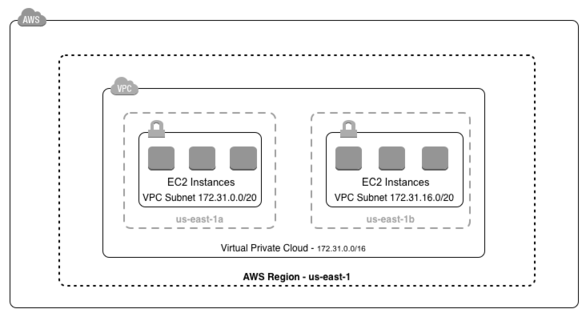 AWS
VPC
EC2 Instances
VPC Subnet 172.31.0.0/20
us-east-1a
EC2 Instances
VPC Subnet 172.31.16.0/20
us-east-1b
Virtual Private Cloud - 172.31.0.0/16
AWS Region - us-east-1